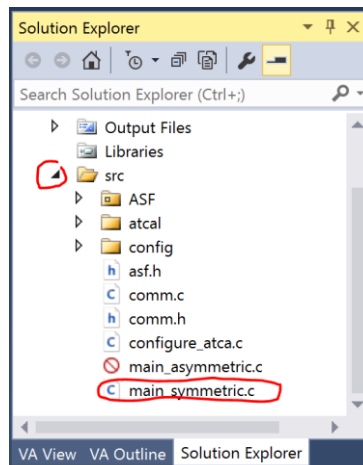 Solution Explorer
Search Solution Explorer (Ctrl+;)
Output Files
Libraries
src
ASF
atcal
config
asf.h
comm.c
comm.h
configure_atca.c
main_asymmetric.c
main_symmetric.c
VA View VA Outline Solution Explorer